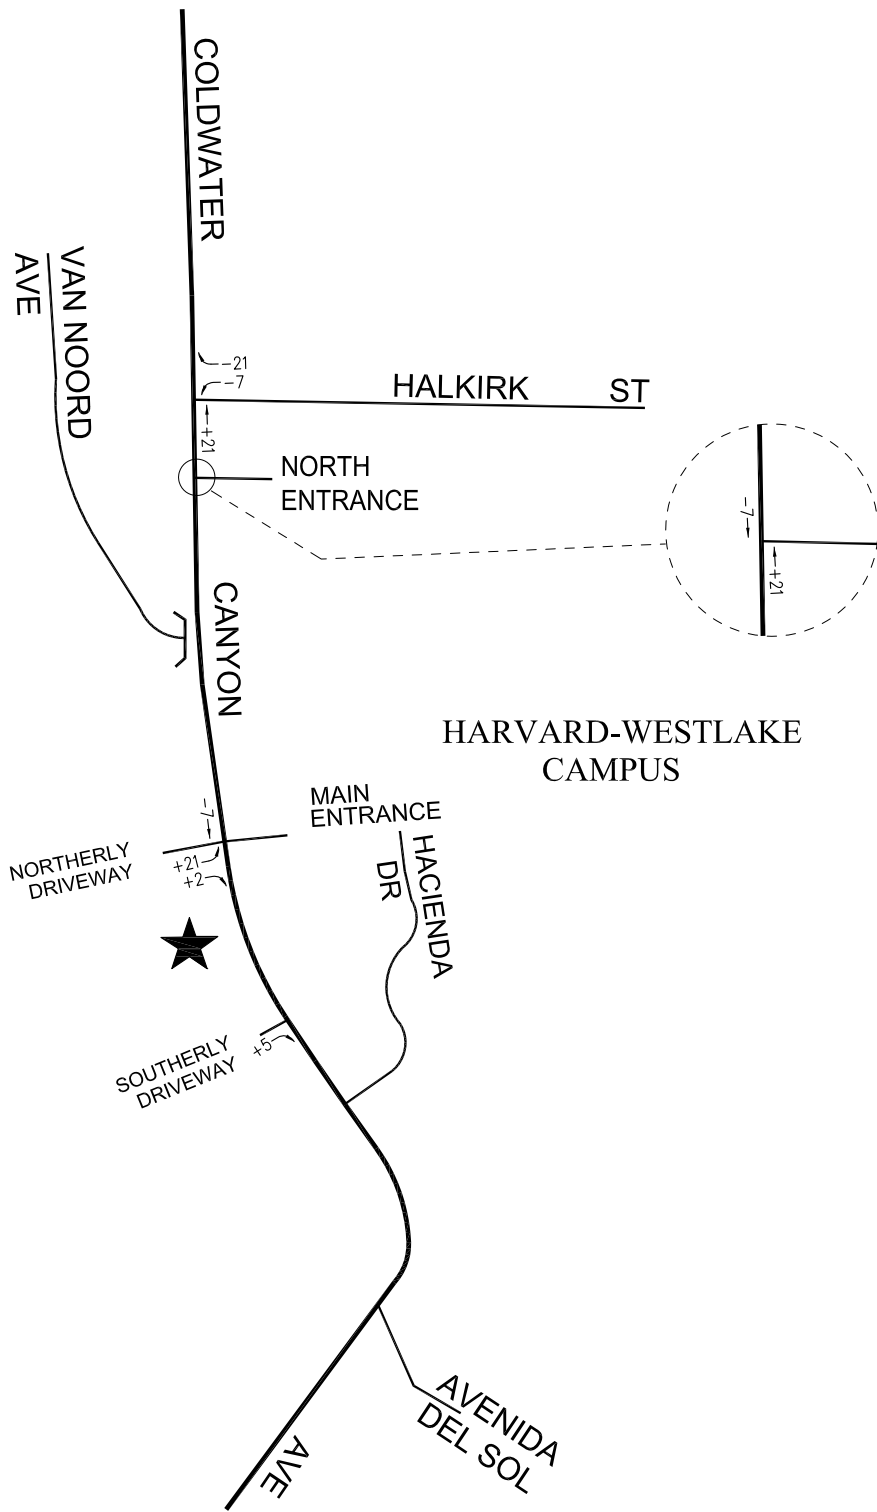 COLDWATER
VAN NOORD
AVE
-21
-7
HALKIRK ST
+21
NORTH
ENTRANCE
-7
+21
CANYON
HARVARD-WESTLAKE
CAMPUS
MAIN
ENTRANCE
-7
NORTHERLY
DRIVEWAY
+21
+2
HACIENDA
DR
SOUTHERLY
DRIVEWAY
+5
AVENIDA
DEL SOL
AVE